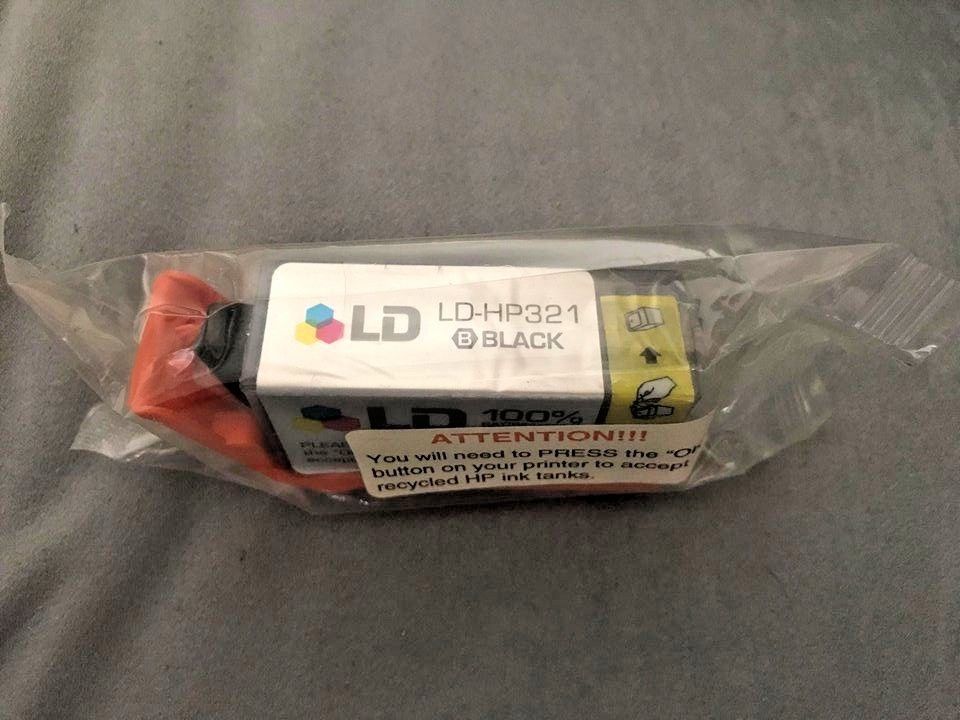 LD LD-HP321
B BLACK
LD 100%
ATTENTION!!!
You will need to PRESS the "O
button on your printer to accept
recycled HP ink tanks.